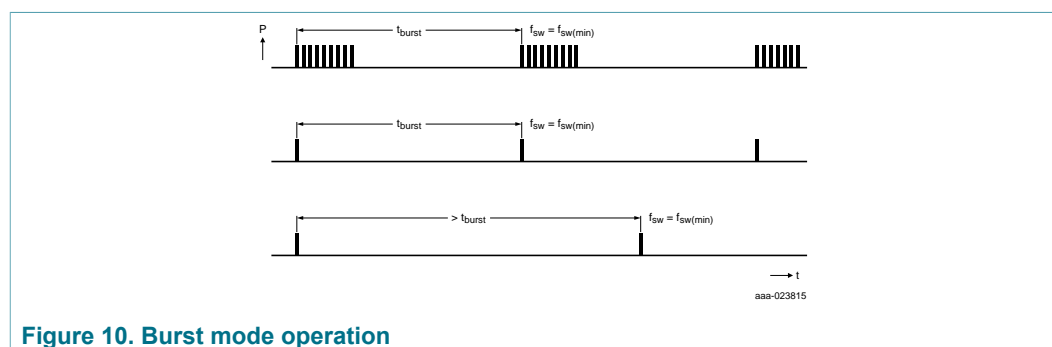 P
t_burst
f_sw = f_sw(min)
t_burst
f_sw = f_sw(min)
> t_burst
f_sw = f_sw(min)
t
aaa-023815
Figure 10. Burst mode operation